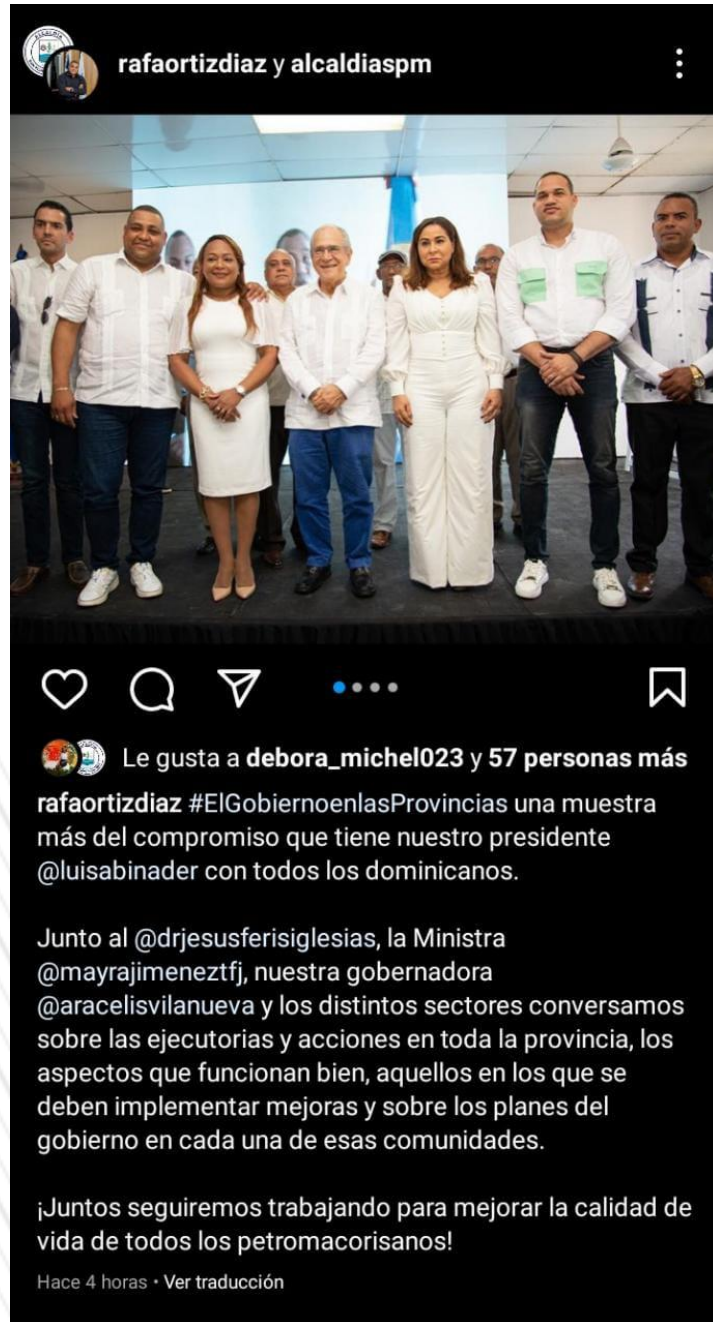 rafaortizdiaz y alcaldiaspm
Le gusta a debora_michel023 y 57 personas más
rafaortizdiaz #ElGobiernoenlasProvincias una muestra
más del compromiso que tiene nuestro presidente
@luisabinader con todos los dominicanos.
Junto al @drjesusferisiglesias, la Ministra
@mayrajimeneztfj, nuestra gobernadora
@aracelisvilanueva y los distintos sectores conversamos
sobre las ejecutorias y acciones en toda la provincia, los
aspectos que funcionan bien, aquellos en los que se
deben implementar mejoras y sobre los planes del
gobierno en cada una de esas comunidades.
¡Juntos seguiremos trabajando para mejorar la calidad de
vida de todos los petromacorisanos!
Hace 4 horas • Ver traducción